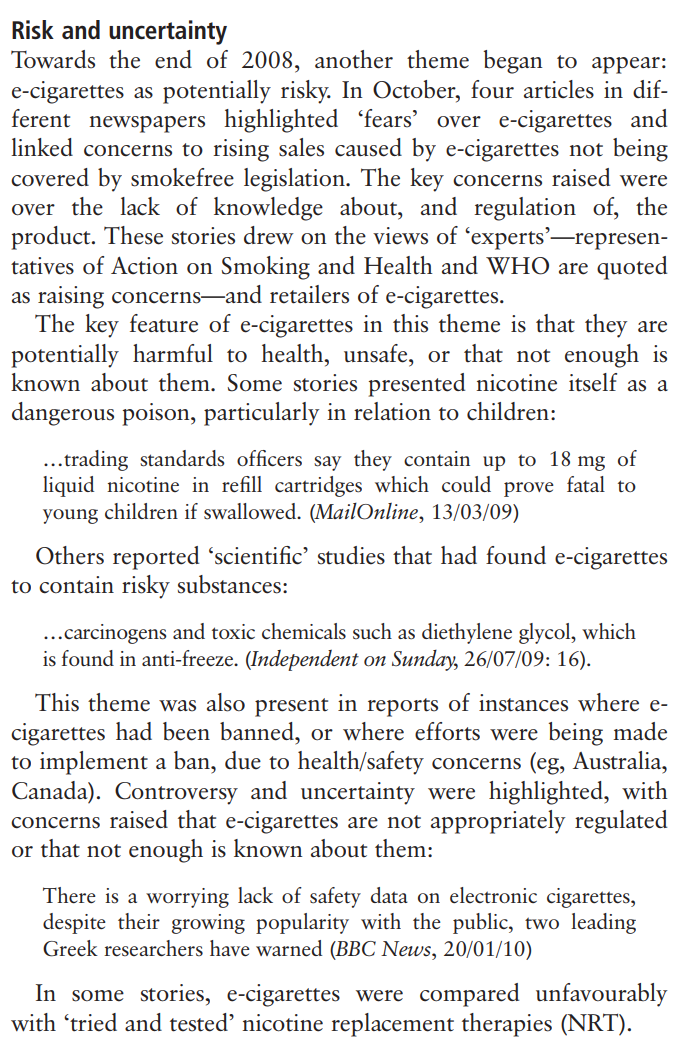 Risk and uncertainty
Towards the end of 2008, another theme began to appear:
e-cigarettes as potentially risky. In October, four articles in dif-
ferent newspapers highlighted ‘fears’ over e-cigarettes and
linked concerns to rising sales caused by e-cigarettes not being
covered by smokefree legislation. The key concerns raised were
over the lack of knowledge about, and regulation of, the
product. These stories drew on the views of ‘experts’—represen-
tatives of Action on Smoking and Health and WHO are quoted
as raising concerns—and retailers of e-cigarettes.
The key feature of e-cigarettes in this theme is that they are
potentially harmful to health, unsafe, or that not enough is
known about them. Some stories presented nicotine itself as a
dangerous poison, particularly in relation to children:
…trading standards officers say they contain up to 18 mg of
liquid nicotine in refill cartridges which could prove fatal to
young children if swallowed. (MailOnline, 13/03/09)
Others reported ‘scientific’ studies that had found e-cigarettes
to contain risky substances:
…carcinogens and toxic chemicals such as diethylene glycol, which
is found in anti-freeze. (Independent on Sunday, 26/07/09: 16).
This theme was also present in reports of instances where e-
cigarettes had been banned, or where efforts were being made
to implement a ban, due to health/safety concerns (eg, Australia,
Canada). Controversy and uncertainty were highlighted, with
concerns raised that e-cigarettes are not appropriately regulated
or that not enough is known about them:
There is a worrying lack of safety data on electronic cigarettes,
despite their growing popularity with the public, two leading
Greek researchers have warned (BBC News, 20/01/10)
In some stories, e-cigarettes were compared unfavourably
with ‘tried and tested’ nicotine replacement therapies (NRT).